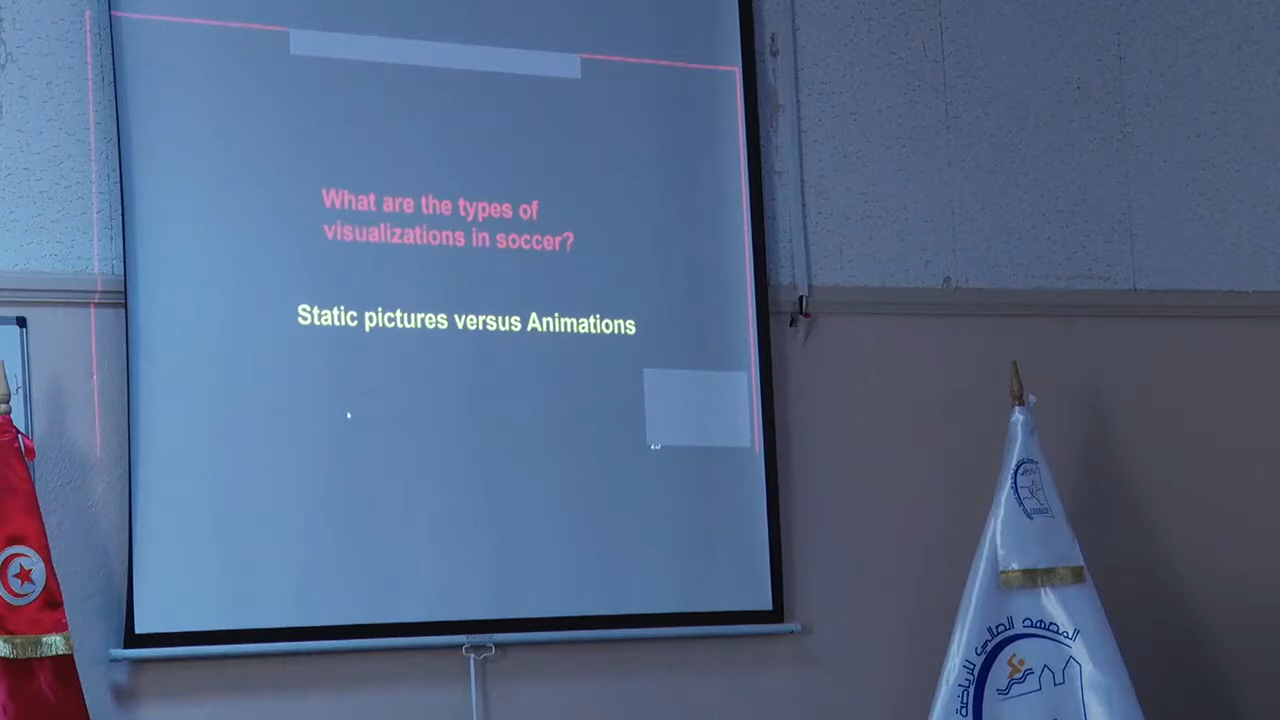 What are the types of
visualizations in soccer?
Static pictures versus Animations
المعهد العالي للرياضة